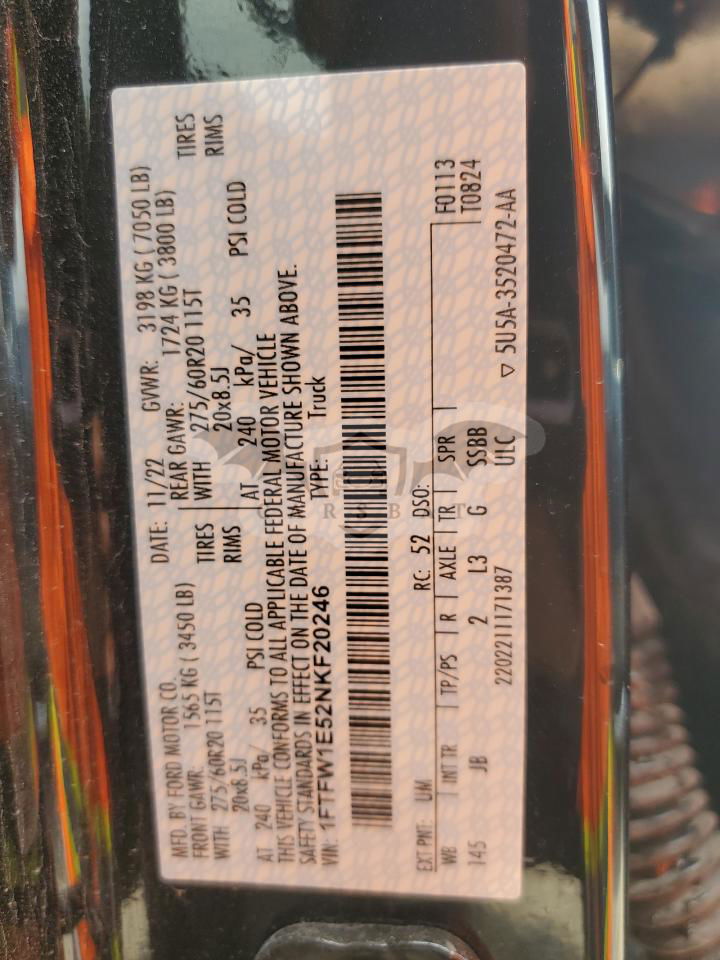 MFD. BY FORD MOTOR CO. DATE: 11/22 GVWR: 3198 KG ( 7050 LB)
FRONT GAWR: 1565 KG ( 3450 LB) REAR GAWR: 1724 KG ( 3800 LB)
WITH 275/60R20 115T TIRES WITH 275/60R20 115T TIRES
20x8.5J RIMS 20x8.5J RIMS
AT 240 kPa/ 35 PSI COLD AT 240 kPa/ 35 PSI COLD
THIS VEHICLE CONFORMS TO ALL APPLICABLE FEDERAL MOTOR VEHICLE
SAFETY STANDARDS IN EFFECT ON THE DATE OF MANUFACTURE SHOWN ABOVE.
VIN: 1FTFW1E52NKF20246 TYPE: Truck
EXT PNT: UM RC: 52 DSO: F0113
WB INT TR TP/PS R AXLE TR SPR T0824
145 JB 2 L3 G SSBB
2202211171387 ULC ▽ 5U5A-3520472-AA